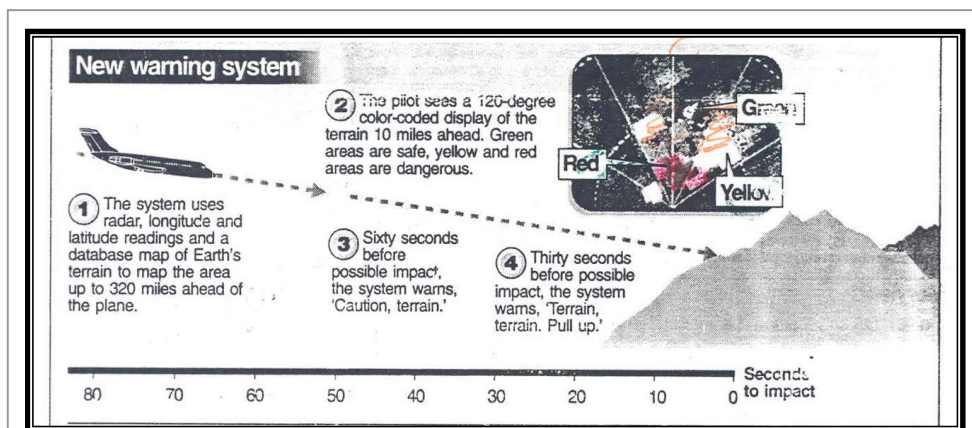 New warning system
1 The system uses
radar, longitude and
latitude readings and a
database map of Earth's
terrain to map the area
up to 320 miles ahead of
the plane.
2 The pilot sees a 120-degree
color-coded display of the
terrain 10 miles ahead. Green
areas are safe, yellow and red
areas are dangerous.
Green
Red
Yellow
3 Sixty seconds
before
possible impact,
the system warns,
'Caution, terrain.'
4 Thirty seconds
before possible
impact, the system
warns, 'Terrain,
terrain. Pull up.'
80 70 60 50 40 30 20 10 0
Seconds
to impact